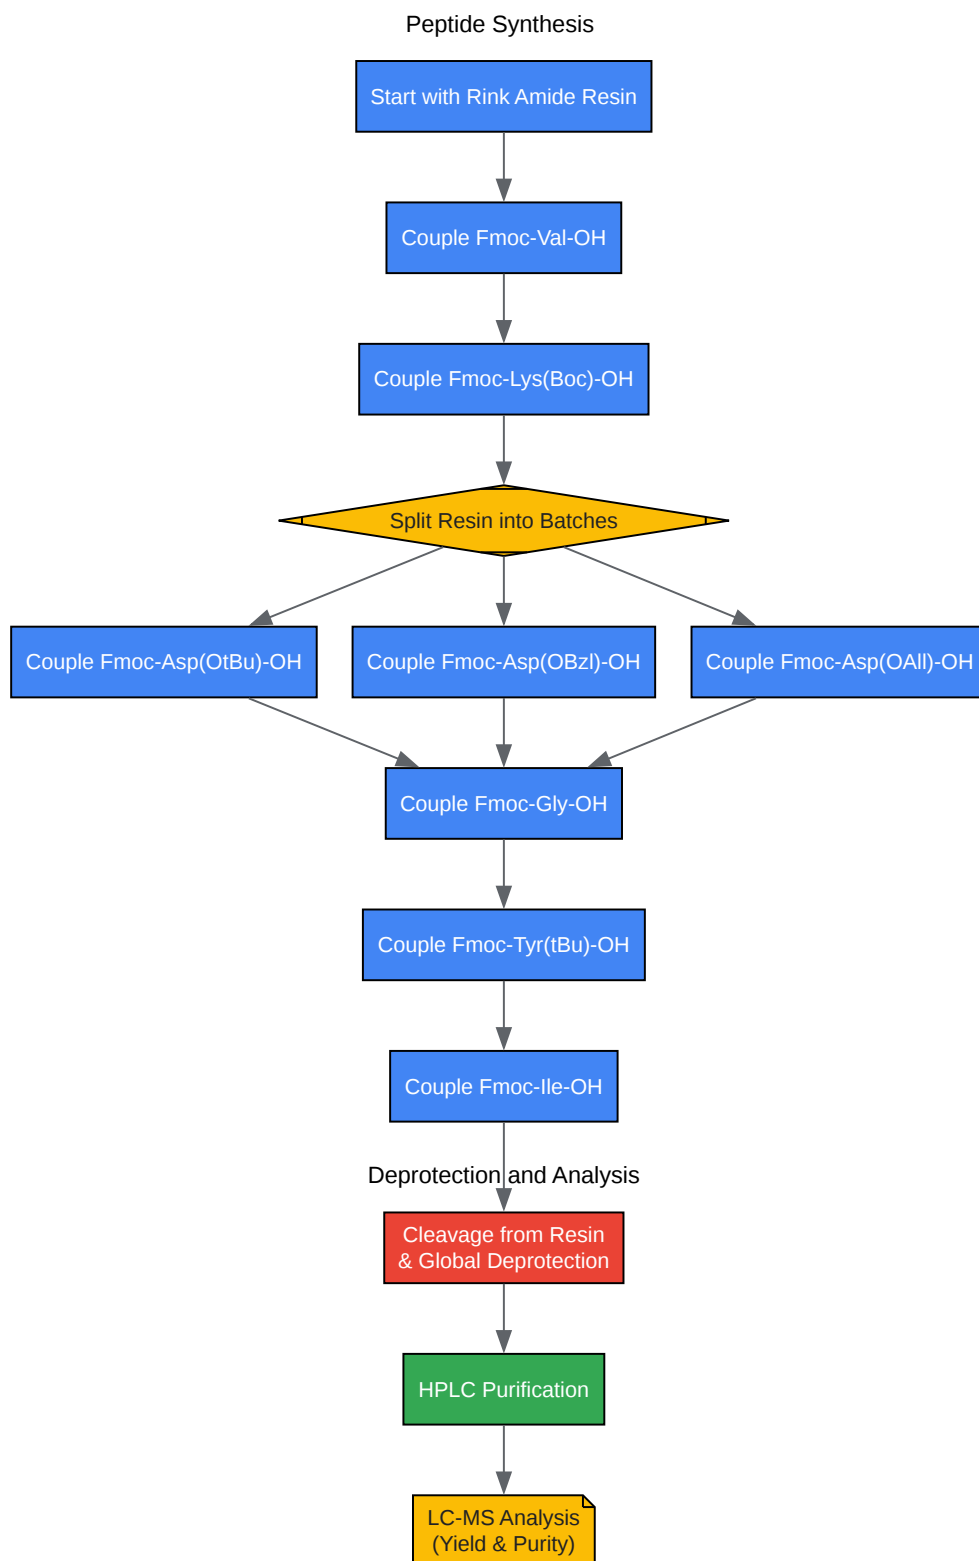 Peptide Synthesis
Start with Rink Amide Resin
Couple Fmoc-Val-OH
Couple Fmoc-Lys(Boc)-OH
Split Resin into Batches
Couple Fmoc-Asp(OtBu)-OH
Couple Fmoc-Asp(OBzl)-OH
Couple Fmoc-Asp(OAll)-OH
Couple Fmoc-Gly-OH
Couple Fmoc-Tyr(tBu)-OH
Couple Fmoc-Ile-OH
Deprotection and Analysis
Cleavage from Resin
& Global Deprotection
HPLC Purification
LC-MS Analysis
(Yield & Purity)